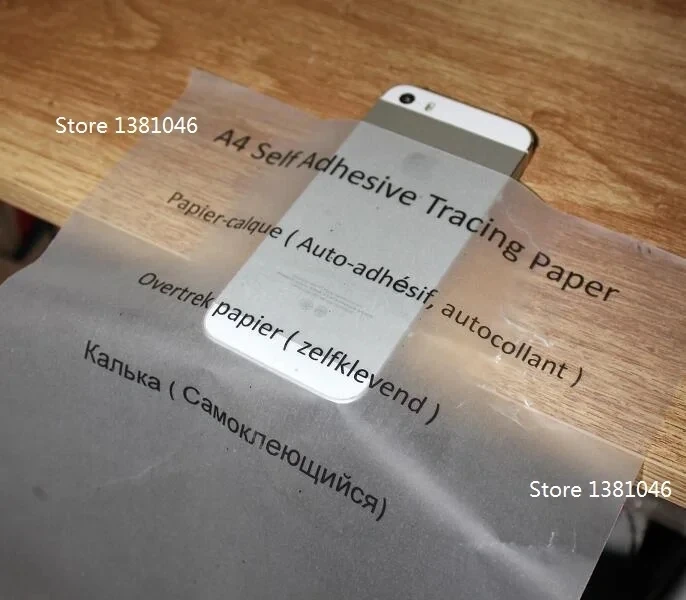 Store 1381046
A4 Self Adhesive Tracing Paper
Papier-calque ( Auto-adhésif, autocollant )
Overtrek papier ( zelfklevend )
Калька ( Самоклеющийся)
Store 1381046